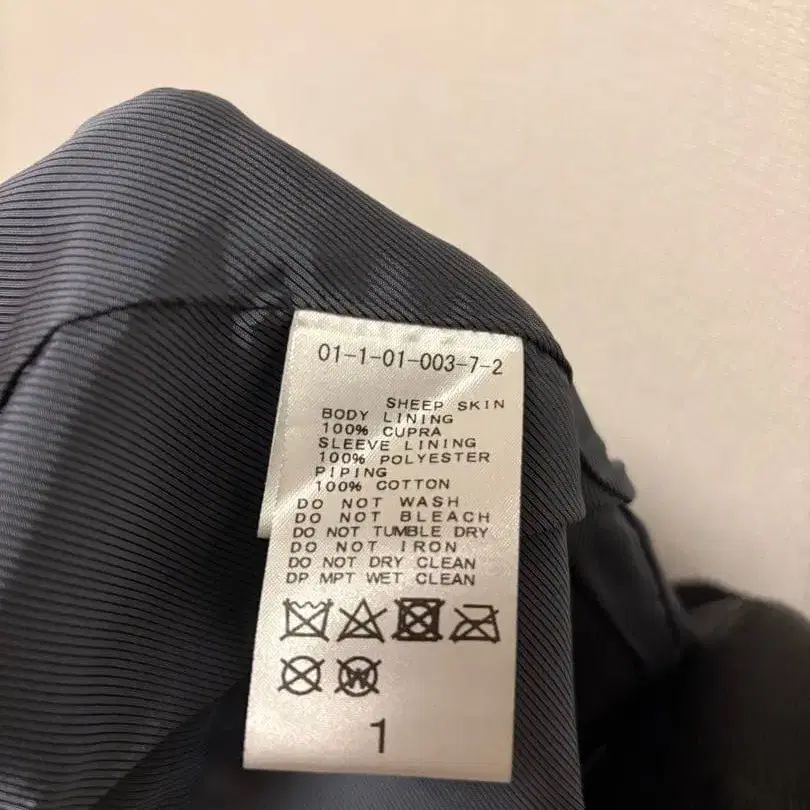 01-1-01-003-7-2
SHEEP SKIN
BODY LINING
100% CUPRA
SLEEVE LINING
100% POLYESTER
PIPING
100% COTTON
DO NOT WASH
DO NOT BLEACH
DO NOT TUMBLE DRY
DO NOT IRON
DO NOT DRY CLEAN
DP MPT WET CLEAN
W
1